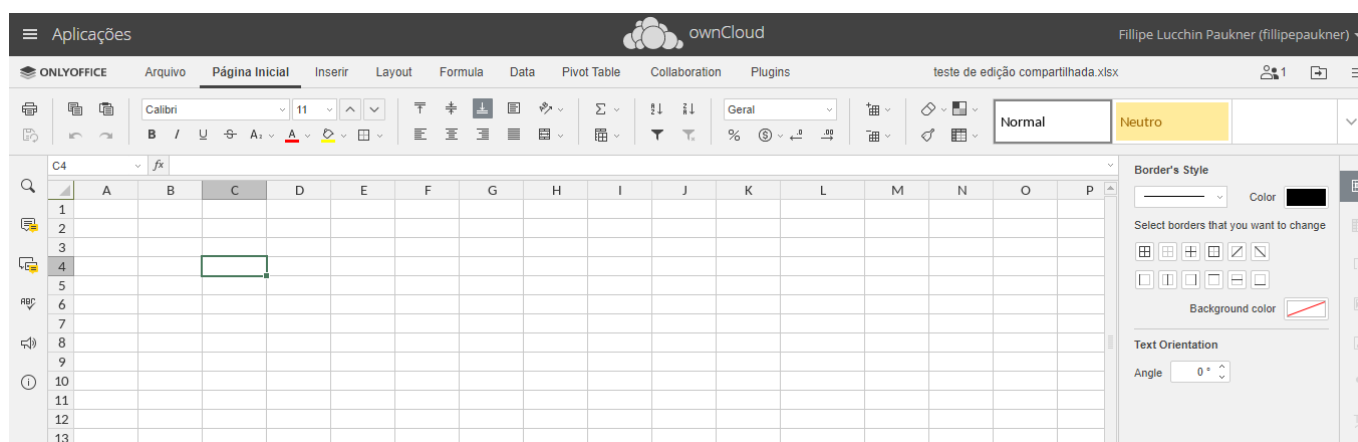 Aplicações
ownCloud
Fillipe Lucchin Paukner (fillipepaukner)
ONLYOFFICE
Arquivo Página Inicial Inserir Layout Formula Data Pivot Table Collaboration Plugins
teste de edição compartilhada.xlsx
1
Calibri 11 Geral
B I U A₂ A %
Normal Neutro
C4 fx
A B C D E F G H I J K L M N O P
1
2
3
4
5
6
7
8
9
10
11
12
13
ABC
Border's Style
Color
Select borders that you want to change
Background color
Text Orientation
Angle 0 °